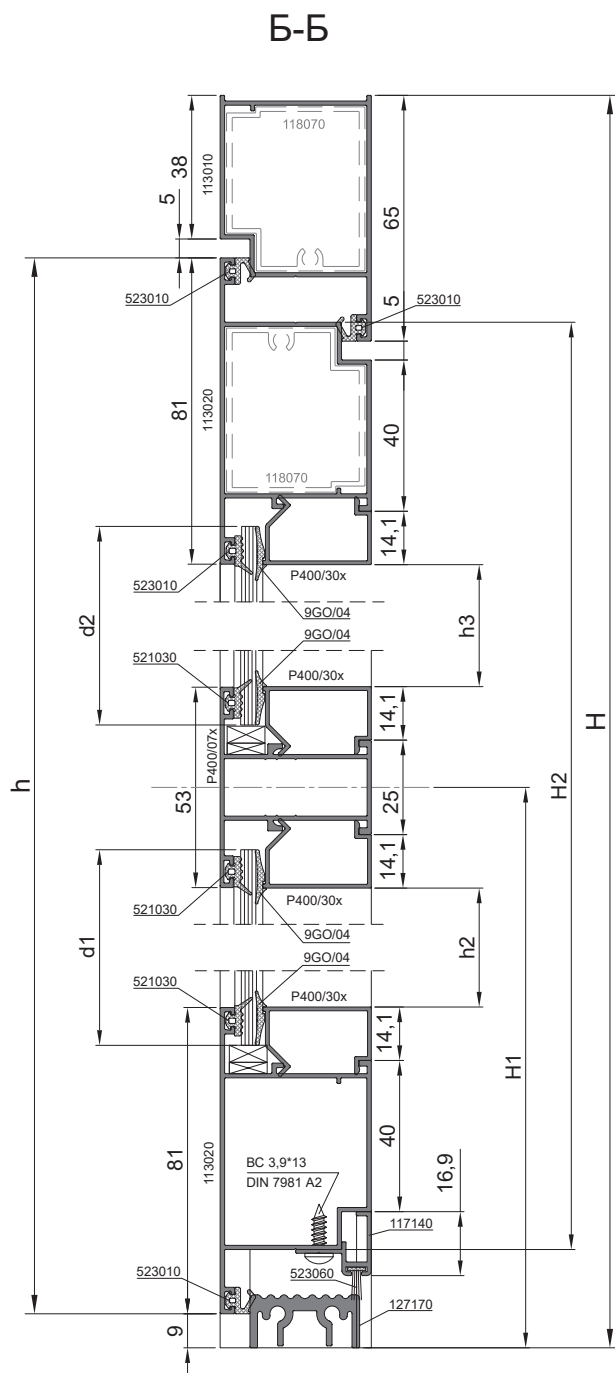 Б-Б
118070
38
113010
5
65
523010
523010
5
81
113020
40
118070
14,1
523010
P400/30x
d2
9GO/04
h3
9GO/04
521030
P400/30x
14,1
H
h
P400/07x
53
25
H2
14,1
521030
P400/30x
d1
9GO/04
h2
9GO/04
521030
P400/30x
14,1
H1
81
113020
40
BC 3,9*13
DIN 7981 A2
16,9
117140
523010
523060
127170
9